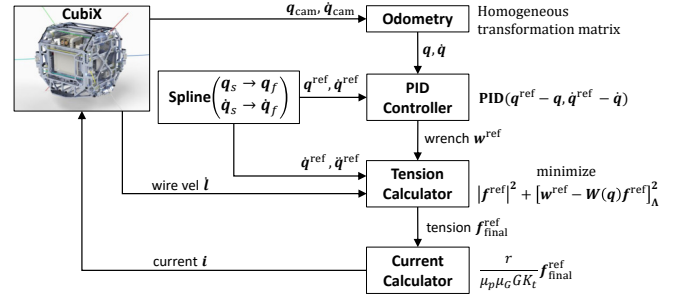 CubiX
q_cam, q̇_cam
Odometry
Homogeneous
transformation matrix
q, q̇
Spline(q_s → q_f
q̇_s → q̇_f)
q^ref, q̇^ref
PID
Controller
PID(q^ref − q, q̇^ref − q̇)
wrench w^ref
q̇^ref, q̈^ref
wire vel l̇
Tension
Calculator
minimize
|f^ref|^2 + [w^ref − W(q)f^ref]_Λ^2
tension f_final^ref
current i
Current
Calculator
r/(μ_p μ_G G K_t) f_final^ref